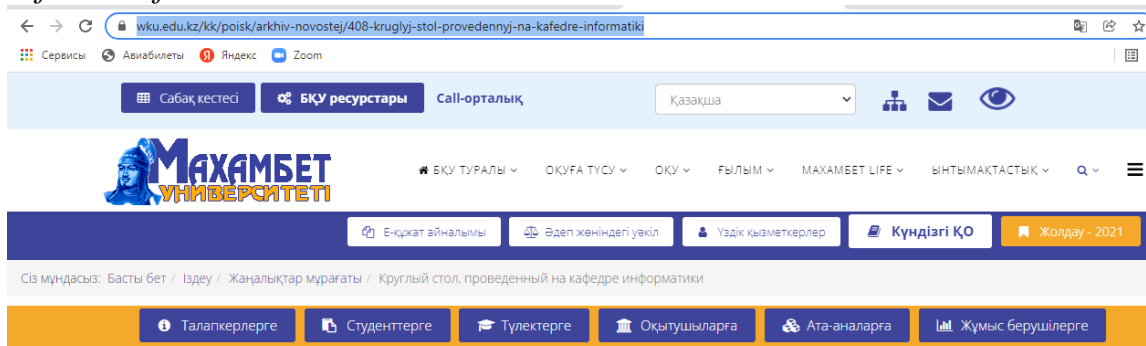 wku.edu.kz/kk/poisk/arkhiv-novostej/408-kruglyj-stol-provedennyj-na-kafedre-informatiki
Сервисы Авиабилеты Яндекс Zoom
Сабақ кестесі БҚУ ресурстары Call-орталық Қазақша
МАХАМБЕТ
УНИВЕРСИТЕТІ
БҚУ ТУРАЛЫ ОҚУҒА ТҮСУ ОҚУ ҒЫЛЫМ MAXAMBET LIFE ЫНТЫМАҚТАСТЫҚ
Е-құжат айналымы Әдеп жөніндегі уәкіл Үздік қызметкерлер Күндізгі ҚО Жолдау - 2021
Сіз мұндасыз: Басты бет / Іздеу / Жаңалықтар мұрағаты / Круглый стол, проведенный на кафедре информатики
Талапкерлерге Студенттерге Түлектерге Оқытушыларға Ата-аналарға Жұмыс берушілерге